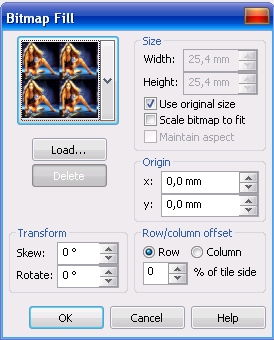 Bitmap Fill
Size
Width: 25,4 mm
Height: 25,4 mm
Use original size
Scale bitmap to fit
Maintain aspect
Load...
Delete
Origin
x: 0,0 mm
y: 0,0 mm
Transform
Skew: 0 °
Rotate: 0 °
Row/column offset
Row Column
0 % of tile side
OK Cancel Help